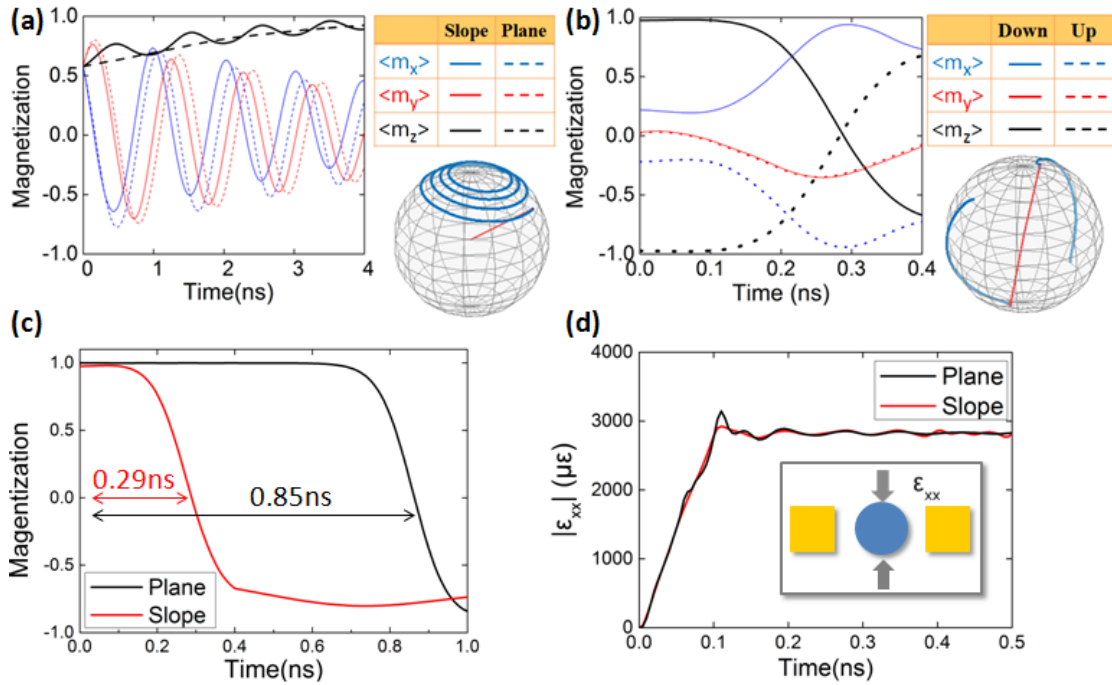 (a)
1.0
0.5
0.0
-0.5
-1.0
Magnetization
0
1
2
3
4
Time(ns)
Slope Plane
<mx>
<my>
<mz>
(b)
1.0
0.5
0.0
-0.5
-1.0
Magnetization
0.0
0.1
0.2
0.3
0.4
Time (ns)
Down Up
<mx>
<my>
<mz>
(c)
1.0
0.5
0.0
-0.5
-1.0
Magentization
0.29ns
0.85ns
Plane
Slope
0.0
0.2
0.4
0.6
0.8
1.0
Time(ns)
(d)
4000
3000
2000
1000
0
|εxx| (με)
Plane
Slope
εxx
0.0
0.1
0.2
0.3
0.4
0.5
Time(ns)